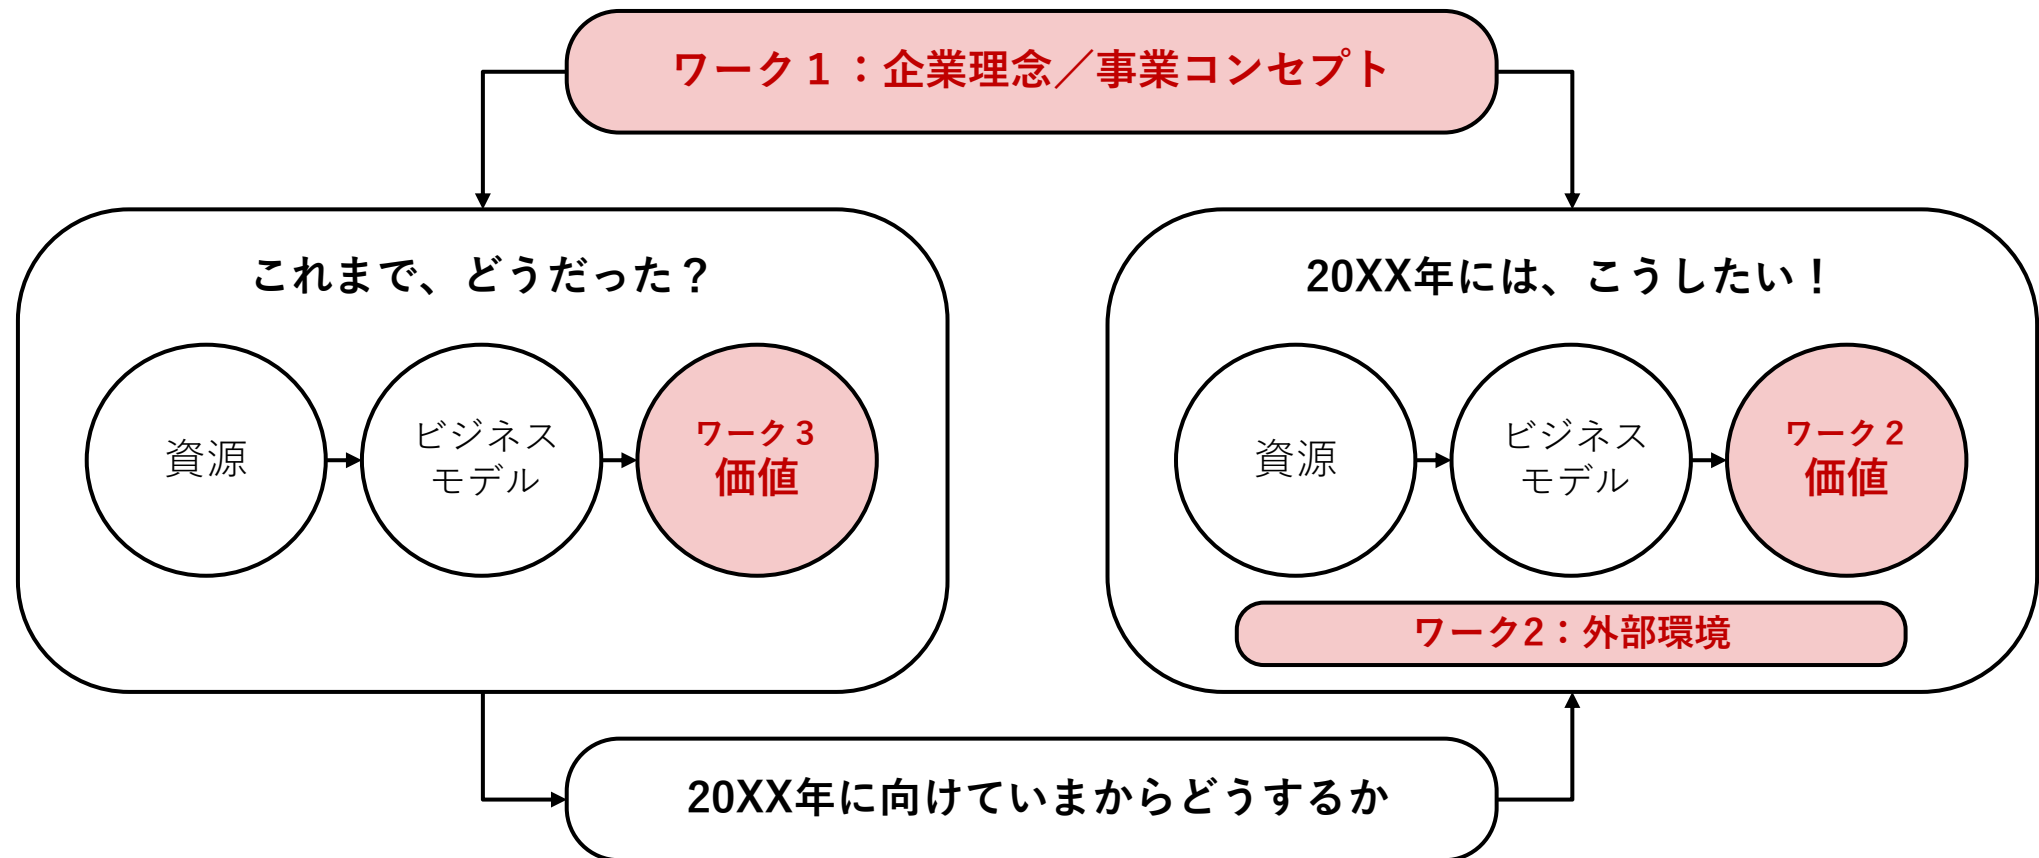 ワーク１：企業理念／事業コンセプト
これまで、どうだった？
資源
ビジネス
モデル
ワーク３
価値
20XX年には、こうしたい！
資源
ビジネス
モデル
ワーク２
価値
ワーク2：外部環境
20XX年に向けていまからどうするか